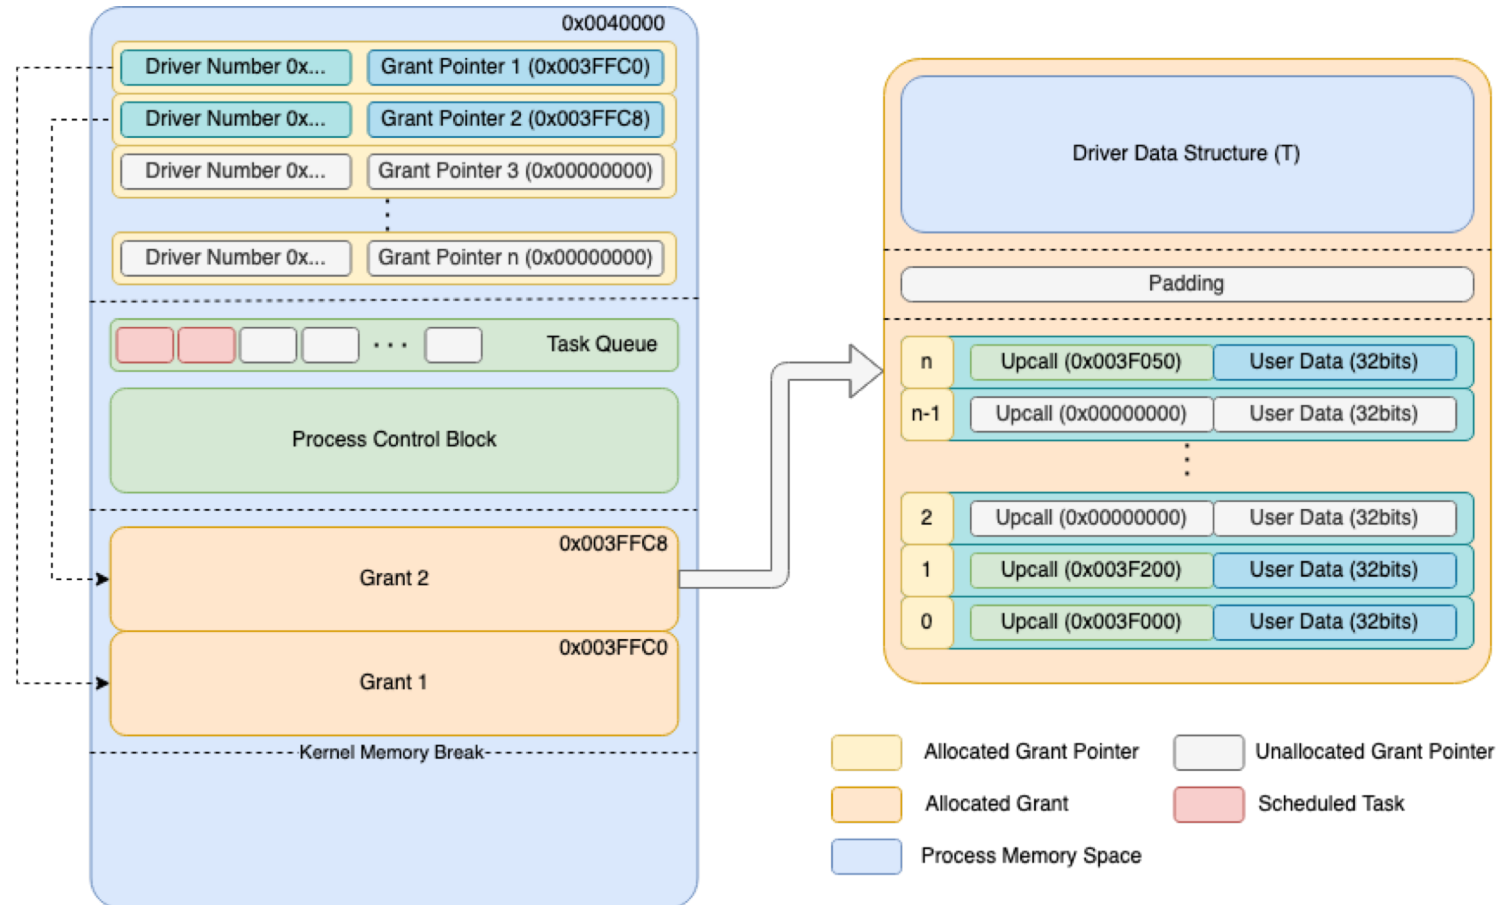 0x0040000
Driver Number 0x... Grant Pointer 1 (0x003FFC0)
Driver Number 0x... Grant Pointer 2 (0x003FFC8)
Driver Number 0x... Grant Pointer 3 (0x00000000)
Driver Number 0x... Grant Pointer n (0x00000000)
Task Queue
Process Control Block
0x003FFC8
Grant 2
0x003FFC0
Grant 1
Kernel Memory Break
Driver Data Structure (T)
Padding
n Upcall (0x003F050) User Data (32bits)
n-1 Upcall (0x00000000) User Data (32bits)
2 Upcall (0x00000000) User Data (32bits)
1 Upcall (0x003F200) User Data (32bits)
0 Upcall (0x003F000) User Data (32bits)
Allocated Grant Pointer Unallocated Grant Pointer
Allocated Grant Scheduled Task
Process Memory Space